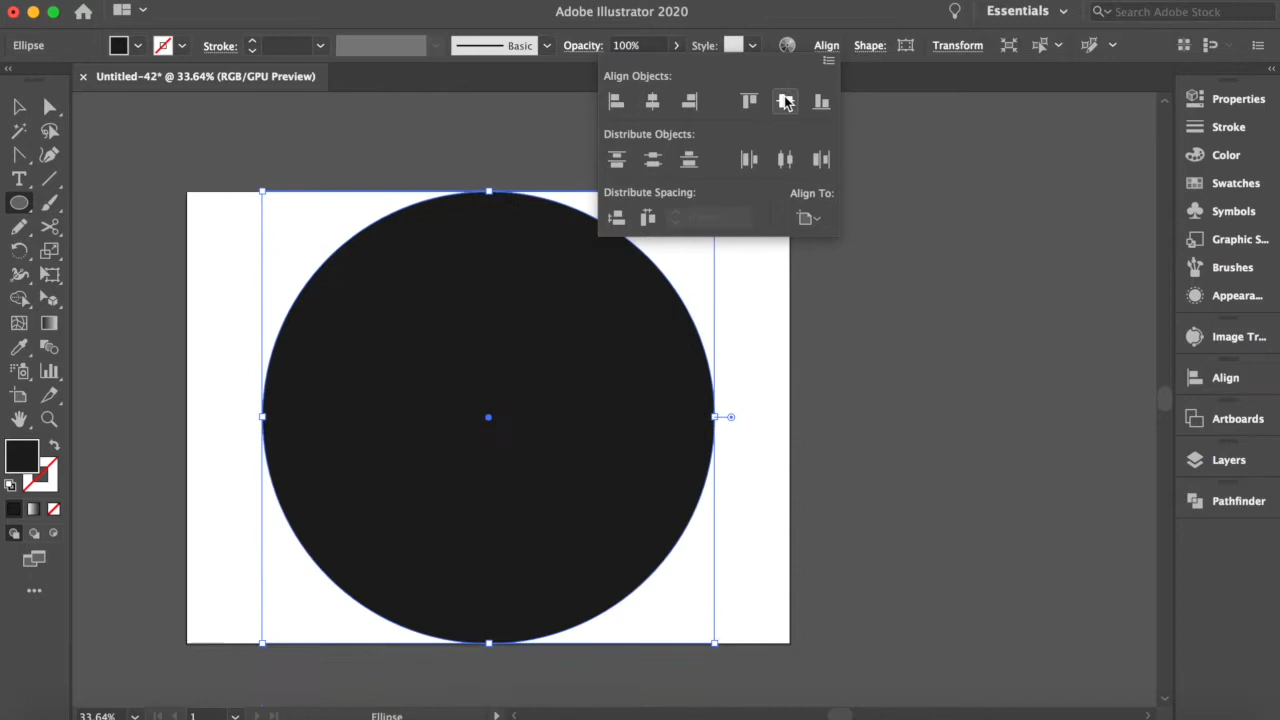 Adobe Illustrator 2020
Essentials
Search Adobe Stock
Ellipse
Stroke:
Basic
Opacity:
100%
Style:
Align
Shape:
Transform
× Untitled-42* @ 33.64% (RGB/GPU Preview)
Align Objects:
Distribute Objects:
Distribute Spacing:
Align To:
Properties
Stroke
Color
Swatches
Symbols
Graphic S...
Brushes
Appeara...
Image Tr...
Align
Artboards
Layers
Pathfinder
33.64%
1
Ellipse